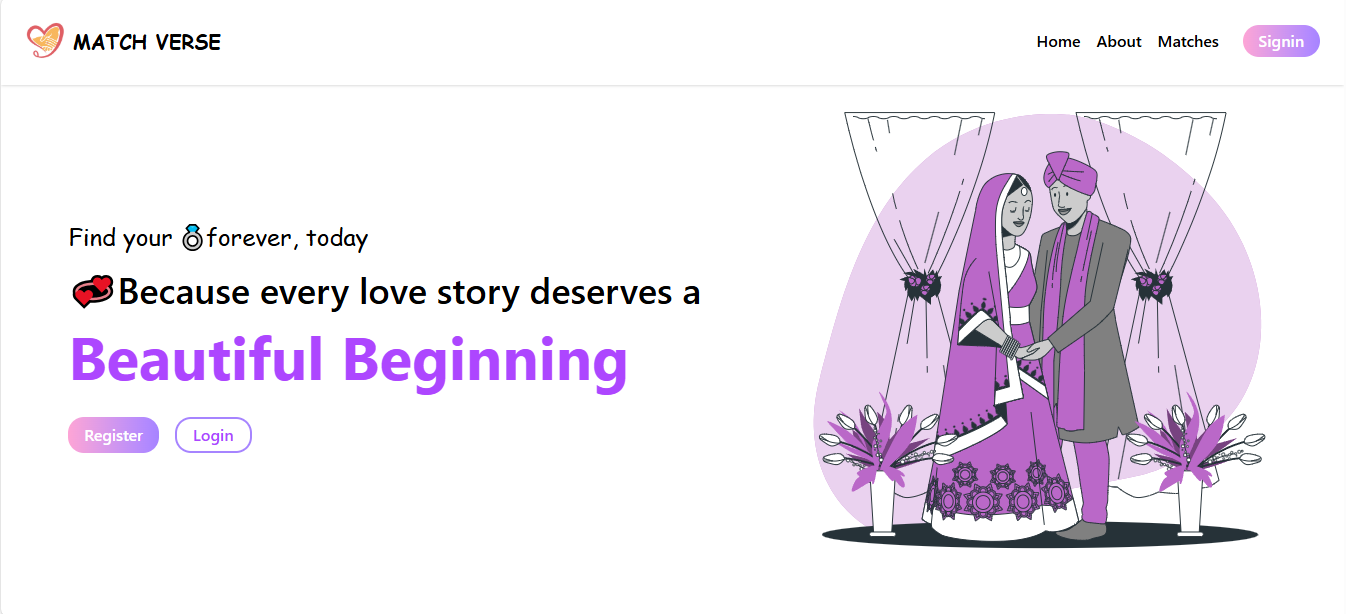 MATCH VERSE
Home About Matches Signin
Find your 💍forever, today
💞Because every love story deserves a
Beautiful Beginning
Register Login